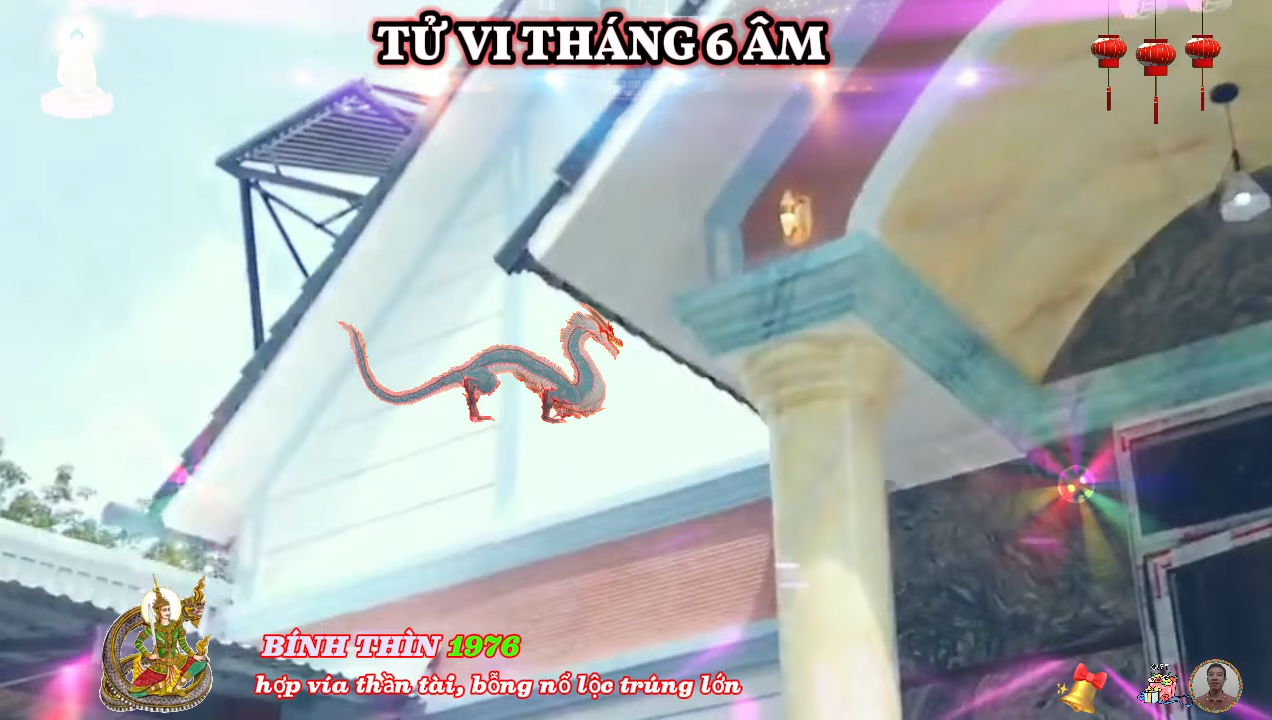 TỬ VI THÁNG 6 ÂM
BÍNH THÌN 1976
hợp vía thần tài, bỗng nổ lộc trúng lớn